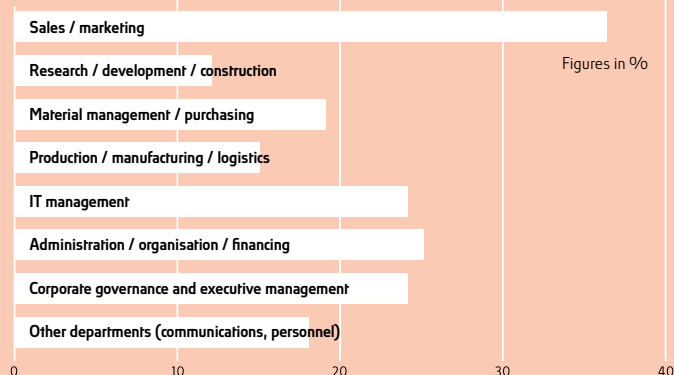 Sales / marketing
Figures in %
Research / development / construction
Material management / purchasing
Production / manufacturing / logistics
IT management
Administration / organisation / financing
Corporate governance and executive management
Other departments (communications, personnel)
0 10 20 30 40